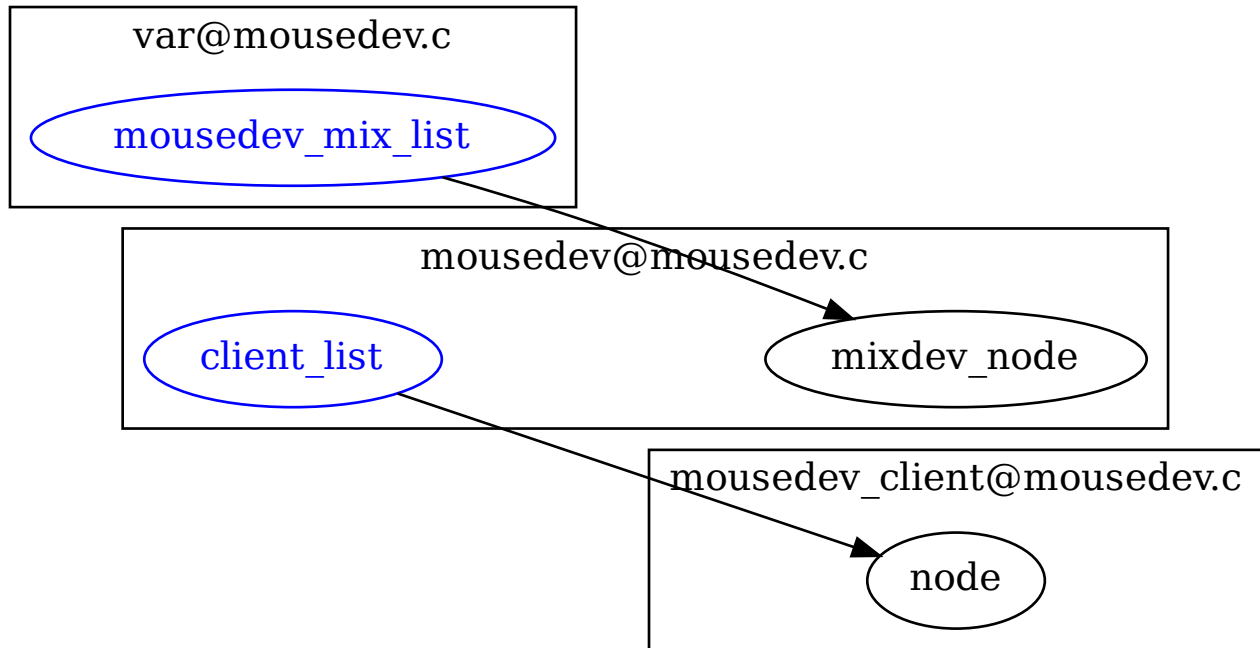 var@mousedev.c
mousedev_mix_list
mousedev@mousedev.c
client_list
mixdev_node
mousedev_client@mousedev.c
node